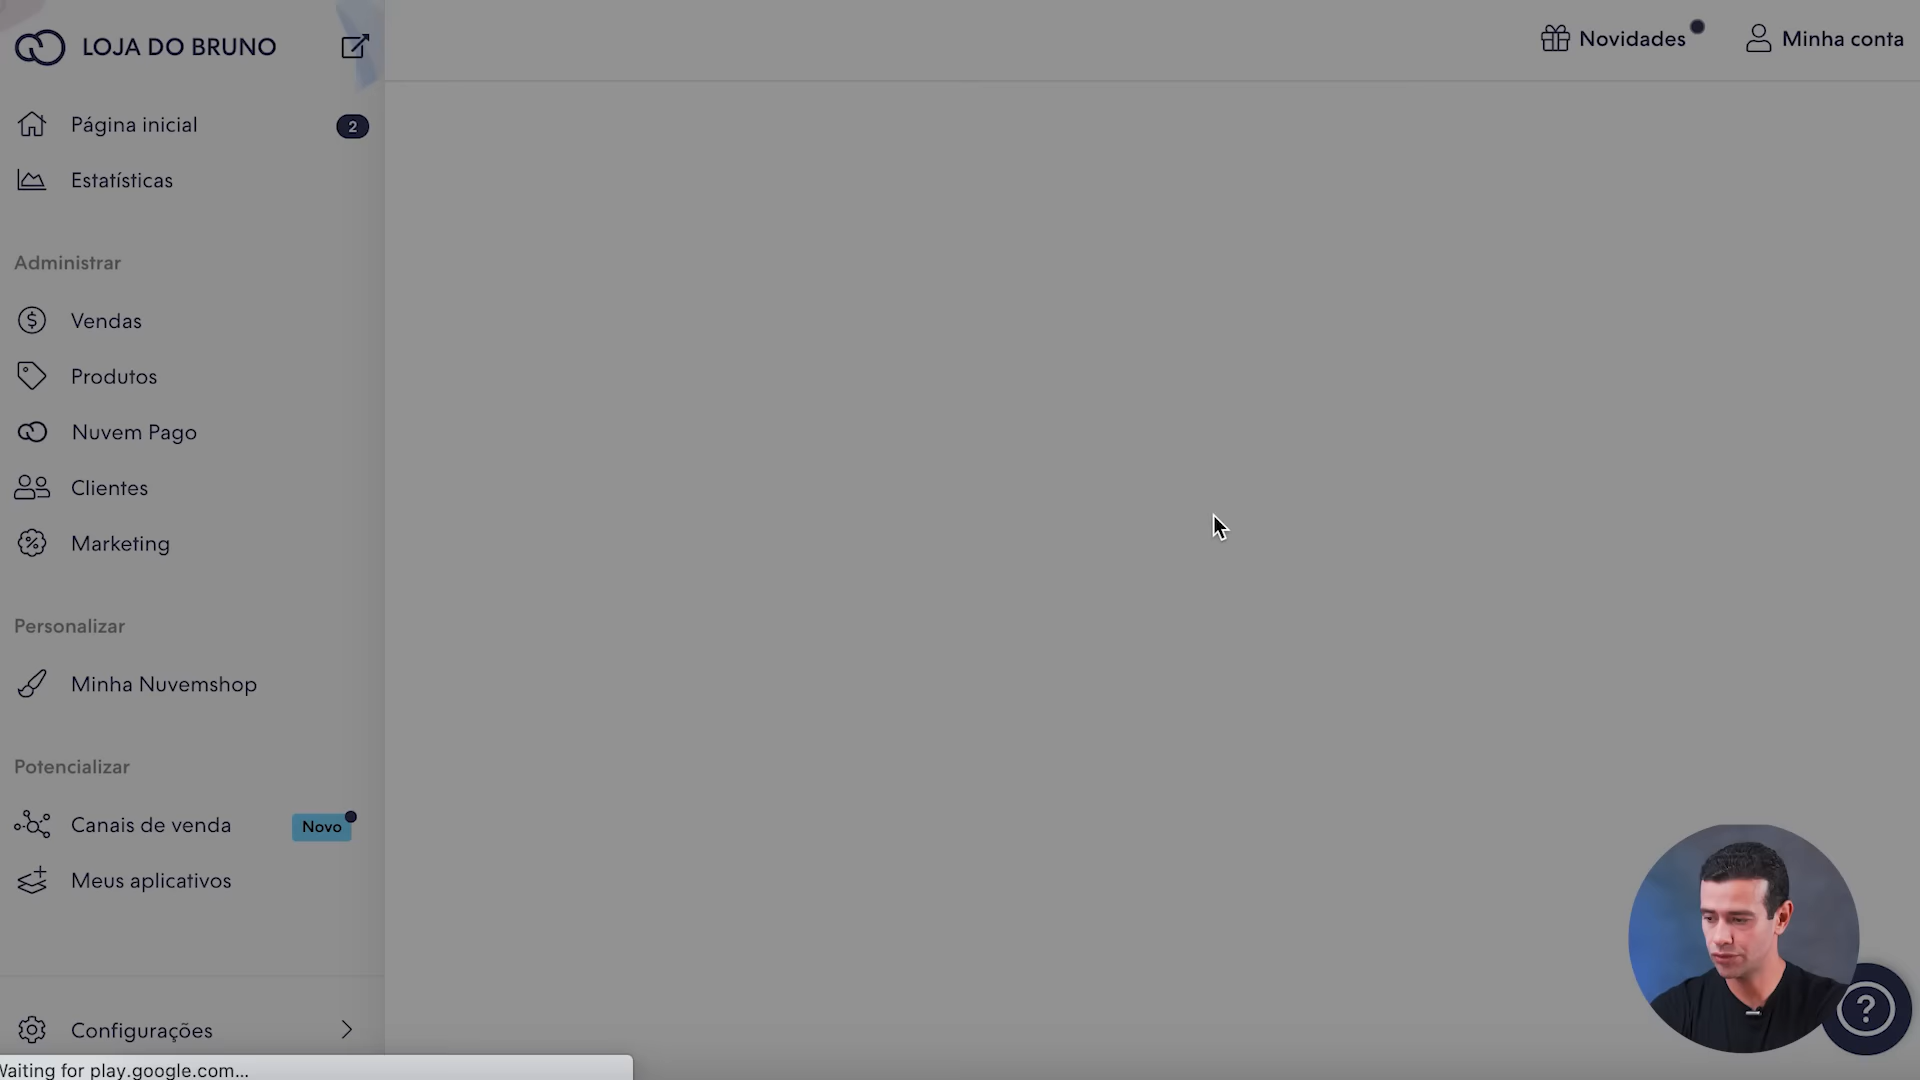 LOJA DO BRUNO
Novidades
Minha conta
Página inicial
2
Estatísticas
Administrar
Vendas
Produtos
Nuvem Pago
Clientes
Marketing
Personalizar
Minha Nuvemshop
Potencializar
Canais de venda
Novo
Meus aplicativos
Configurações
?
Waiting for play.google.com...